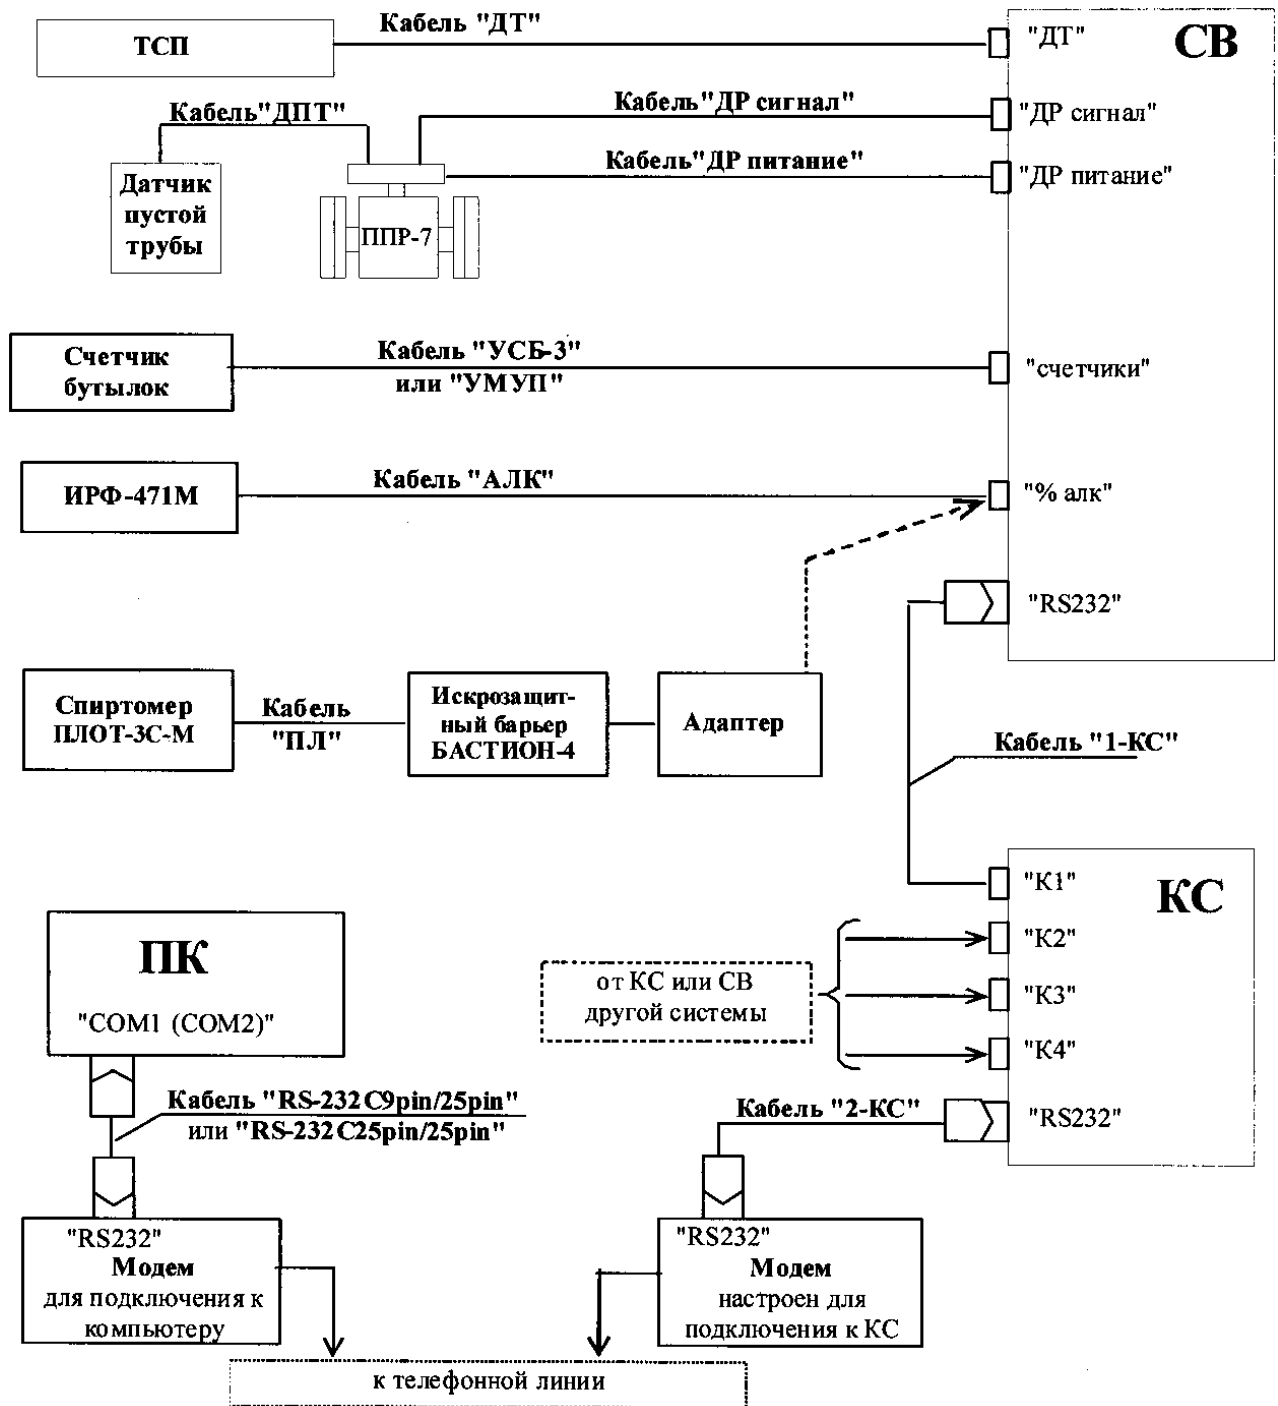 Кабель "ДТ"
ТСП
"ДТ"
СВ
Кабель"ДПТ"
Кабель"ДР сигнал"
"ДР сигнал"
Кабель"ДР питание"
"ДР питание"
Датчик
пустой
трубы
ППР-7
Счетчик
бутылок
Кабель "УСБ-3"
или "УМУП"
"счетчики"
ИРФ-471М
Кабель "АЛК"
"% алк"
"RS232"
Спиртомер
ПЛОТ-3С-М
Кабель
"ПЛ"
Искрозащит-
ный барьер
БАСТИОН-4
Адаптер
Кабель "1-КС"
"К1"
КС
"К2"
"К3"
"К4"
от КС или СВ
другой системы
ПК
"COM1 (COM2)"
Кабель "RS-232C9pin/25pin"
или "RS-232C25pin/25pin"
Кабель "2-КС"
"RS232"
"RS232"
Модем
для подключения к
компьютеру
"RS232"
Модем
настроен для
подключения к КС
к телефонной линии